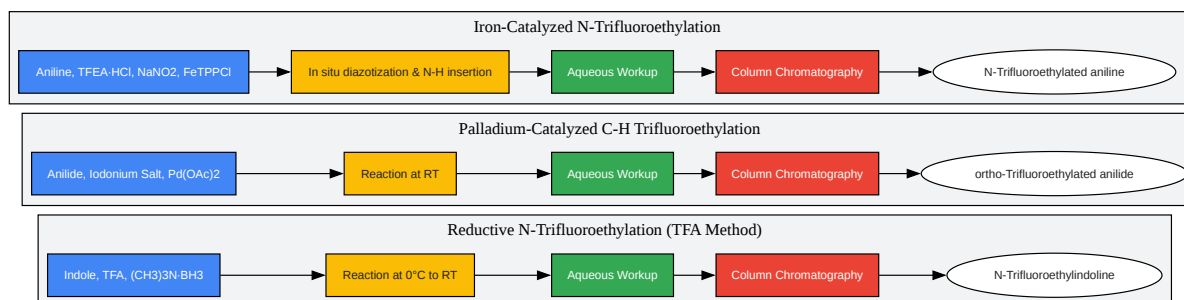 Iron-Catalyzed N-Trifluoroethylation
Aniline, TFEA·HCl, NaNO2, FeTPPCl
In situ diazotization & N-H insertion
Aqueous Workup
Column Chromatography
N-Trifluoroethylated aniline
Palladium-Catalyzed C-H Trifluoroethylation
Anilide, Iodonium Salt, Pd(OAc)2
Reaction at RT
Aqueous Workup
Column Chromatography
ortho-Trifluoroethylated anilide
Reductive N-Trifluoroethylation (TFA Method)
Indole, TFA, (CH3)3N·BH3
Reaction at 0°C to RT
Aqueous Workup
Column Chromatography
N-Trifluoroethylindoline